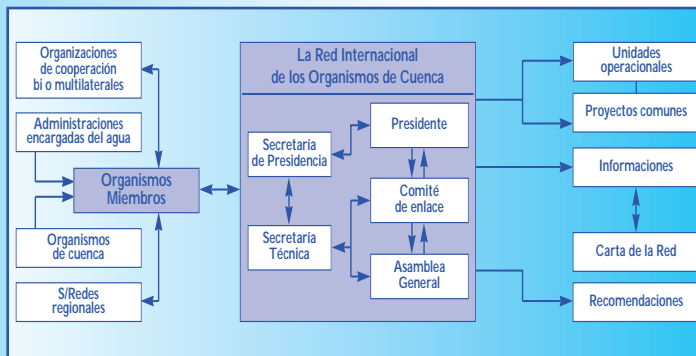 Organizaciones
de cooperación
bi o multilaterales
Administraciones
encargadas del agua
Organismos
Miembros
Organismos
de cuenca
S/Redes
regionales
La Red Internacional
de los Organismos de Cuenca
Secretaría
de Presidencia
Presidente
Comité
de enlace
Secretaría
Técnica
Asamblea
General
Unidades
operacionales
Proyectos comunes
Informaciones
Carta de la Red
Recomendaciones